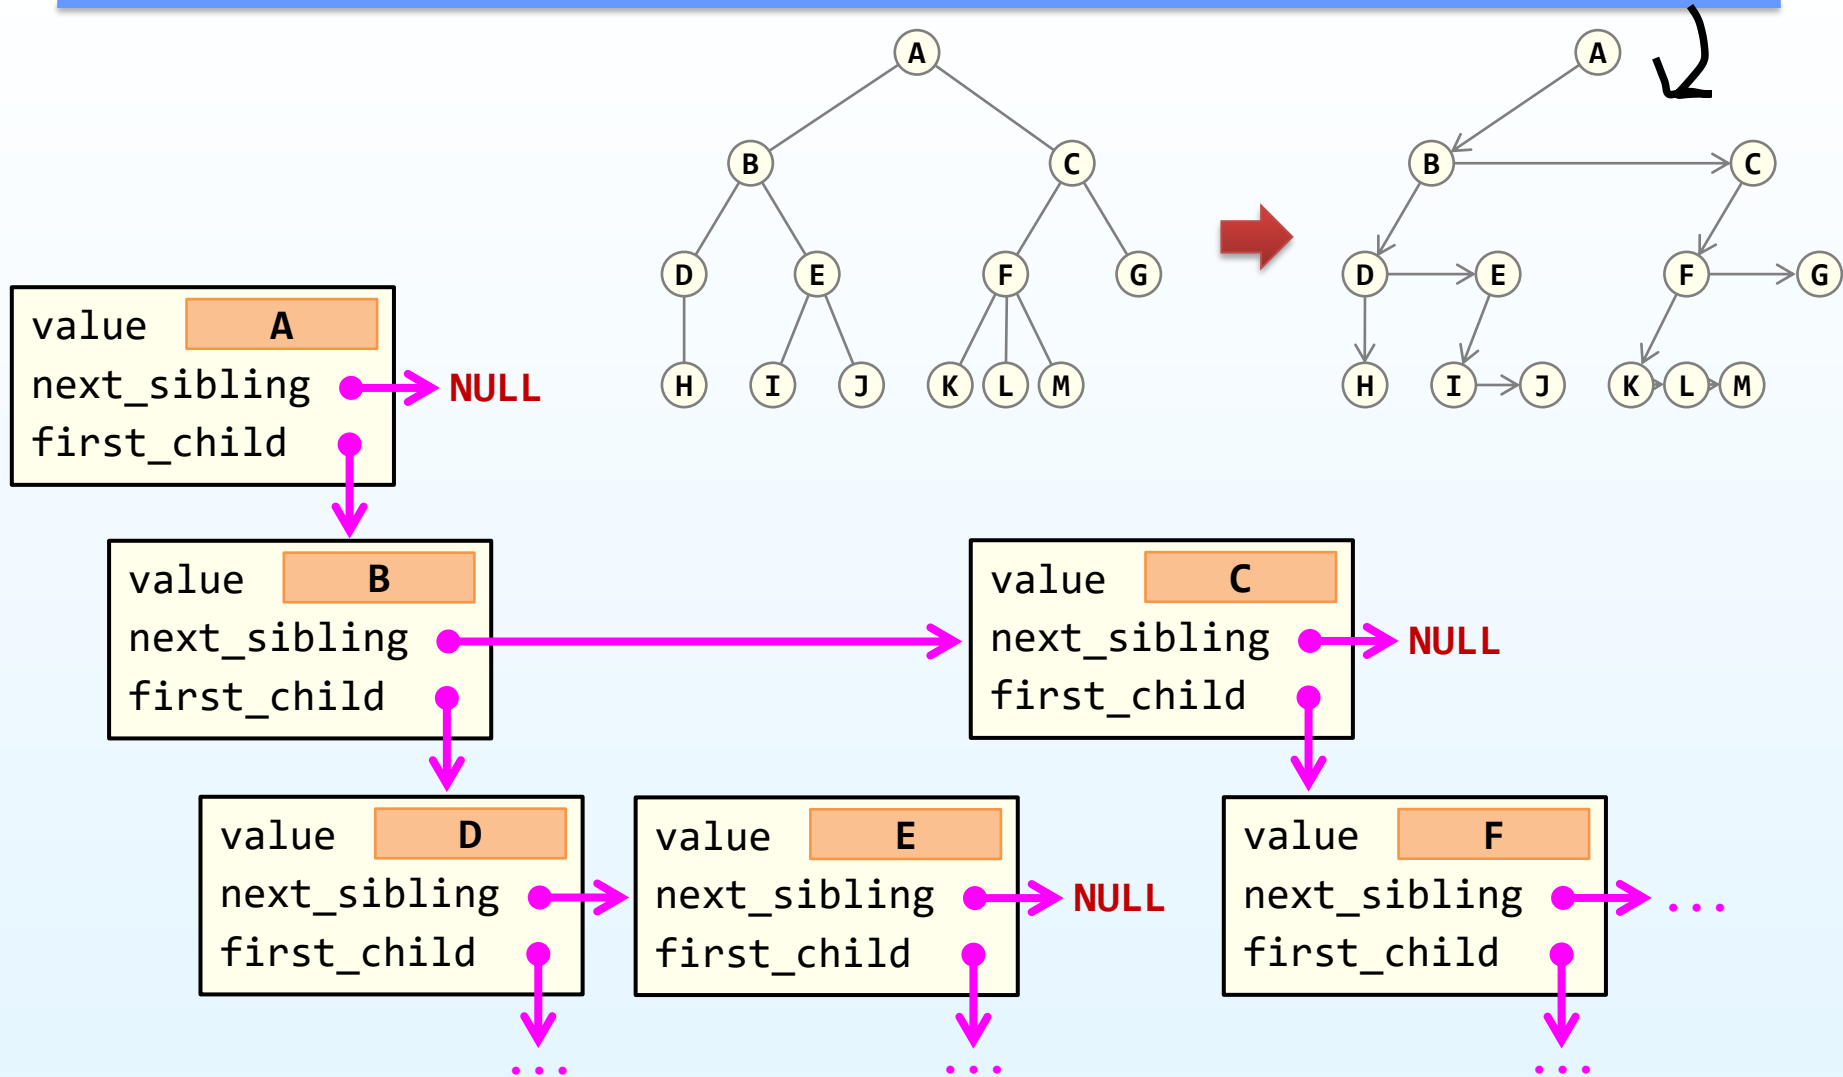 A
A
B
C
B
C
D
E
F
G
D
E
F
G
H
I
J
K
L
M
H
I
J
K
L
M
value A
next_sibling NULL
first_child
value B
next_sibling
first_child
value C
next_sibling NULL
first_child
value D
next_sibling
first_child
...
value E
next_sibling NULL
first_child
...
value F
next_sibling ...
first_child
...